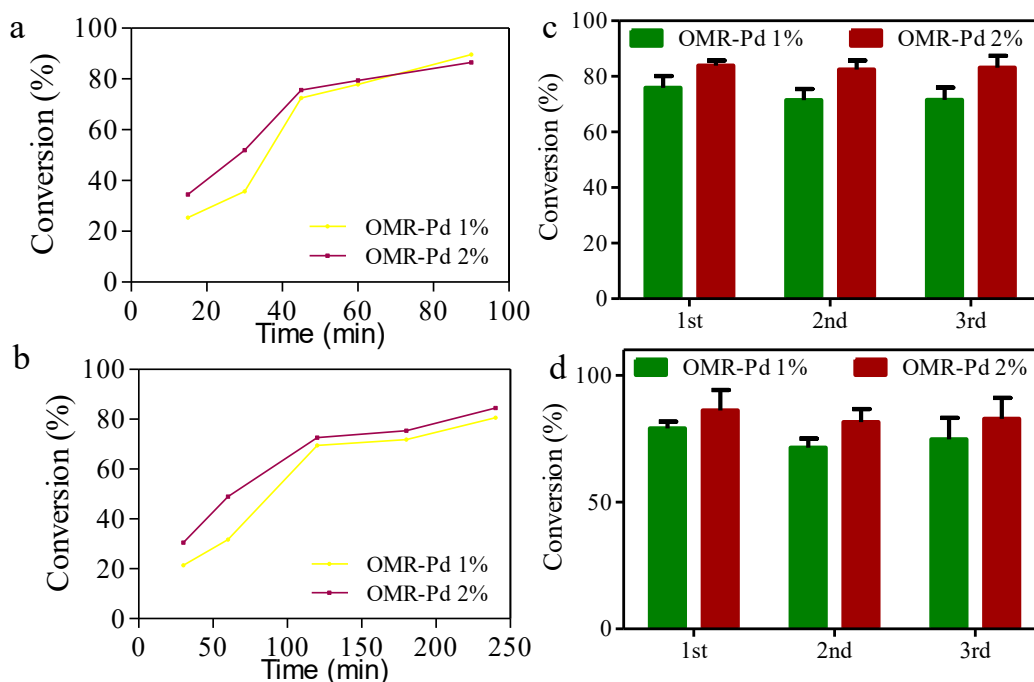 a
Conversion (%)
100
80
60
40
20
0
0 20 40 60 80 100
Time (min)
OMR-Pd 1%
OMR-Pd 2%
b
Conversion (%)
100
80
60
40
20
0
0 50 100 150 200 250
Time (min)
OMR-Pd 1%
OMR-Pd 2%
c
Conversion (%)
100
80
60
40
20
0
OMR-Pd 1% OMR-Pd 2%
1st 2nd 3rd
d
Conversion (%)
100
50
0
OMR-Pd 1% OMR-Pd 2%
1st 2nd 3rd